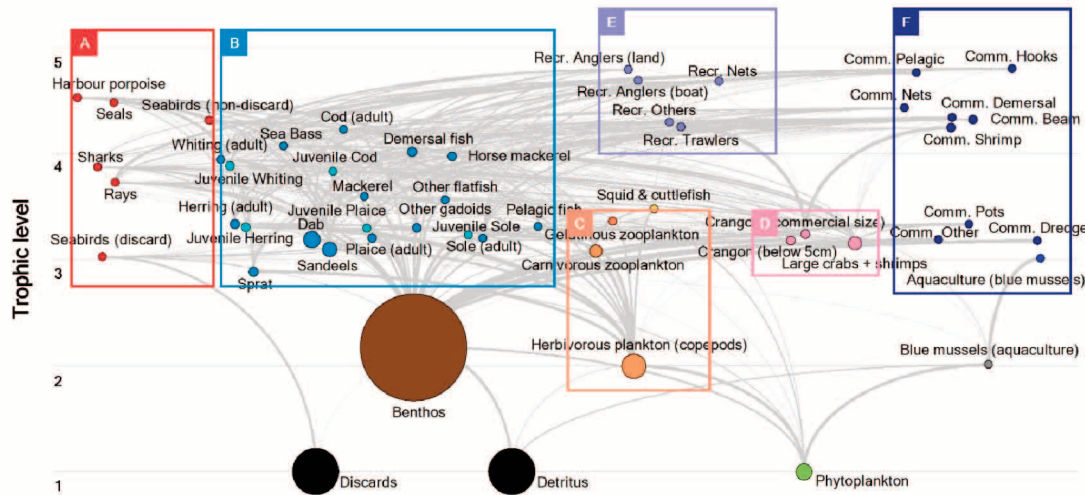 A
B
E
F
5
Recr. Anglers (land)
Comm. Hooks
Comm. Pelagic
Harbour porpoise
Recr. Nets
Seals
Recr. Anglers (boat)
Seabirds (non-discard)
Comm. Nets
Comm. Demersal
Cod (adult)
Recr. Others
Comm. Beam
Sea Bass
Demersal fish
Recr. Trawlers
Comm. Shrimp
Whiting (adult)
4
Sharks
Juvenile Cod
Horse mackerel
Juvenile Whiting
Rays
Mackerel
Other flatfish
Squid & cuttlefish
Herring (adult)
Juvenile Plaice
Other gadoids
Pelagic fish
C
D
Comm. Pots
Dab
Juvenile Sole
Gelatinous zooplankton
Crangon (commercial size)
Comm. Other
Comm. Dredge
Seabirds (discard)
Juvenile Herring
Plaice (adult)
Sole (adult)
Crangon (below 5cm)
Sandeels
Carnivorous zooplankton
Large crabs + shrimps
3
Sprat
Aquaculture (blue mussels)
Trophic level
Herbivorous plankton (copepods)
Blue mussels (aquaculture)
2
Benthos
1
Discards
Detritus
Phytoplankton